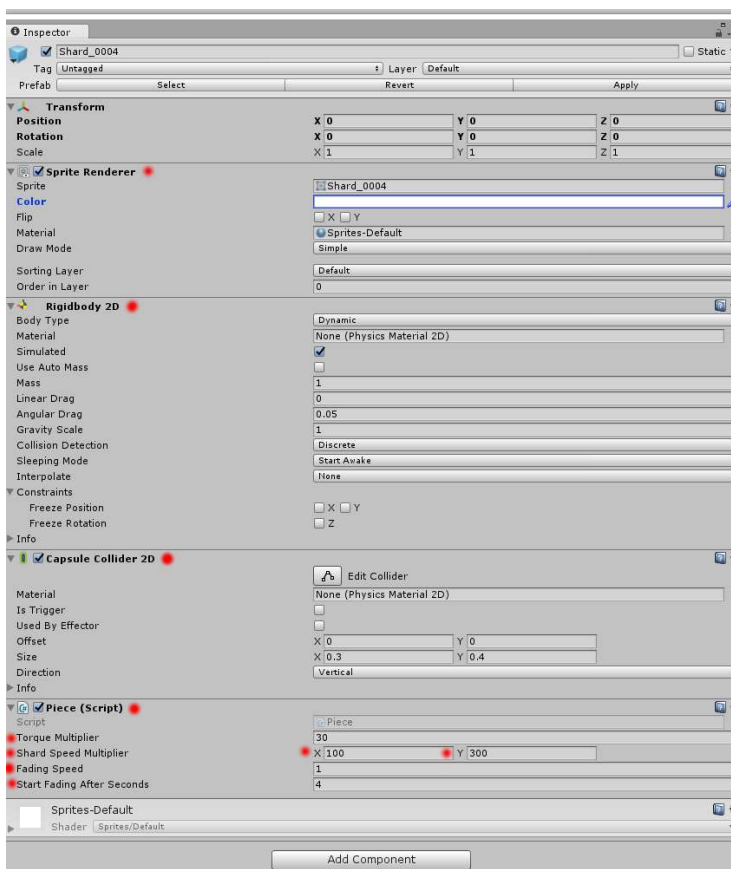 Inspector
Shard_0004 Static
Tag Untagged Layer Default
Prefab Select Revert Apply
Transform
Position X 0 Y 0 Z 0
Rotation X 0 Y 0 Z 0
Scale X 1 Y 1 Z 1
Sprite Renderer
Sprite Shard_0004
Color
Flip X Y
Material Sprites-Default
Draw Mode Simple
Sorting Layer Default
Order in Layer 0
Rigidbody 2D
Body Type Dynamic
Material None (Physics Material 2D)
Simulated
Use Auto Mass
Mass 1
Linear Drag 0
Angular Drag 0.05
Gravity Scale 1
Collision Detection Discrete
Sleeping Mode Start Awake
Interpolate None
Constraints
Freeze Position X Y
Freeze Rotation Z
Info
Capsule Collider 2D
Edit Collider
Material None (Physics Material 2D)
Is Trigger
Used By Effector
Offset X 0 Y 0
Size X 0.3 Y 0.4
Direction Vertical
Info
Piece (Script)
Script Piece
Torque Multiplier 30
Shard Speed Multiplier X 100 Y 300
Fading Speed 1
Start Fading After Seconds 4
Sprites-Default
Shader Sprites/Default
Add Component